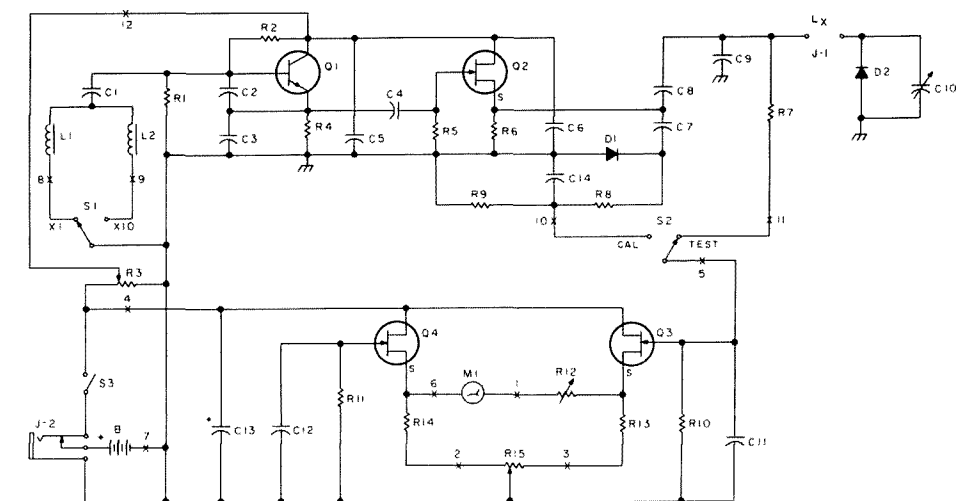 12
R2
Lx
J-1
Q1
Q2
C1
R1
C2
C4
S
C8
C9
D2
C10
L1
L2
C3
R4
C5
R5
R6
C6
C7
R7
D1
8
9
C14
R9
R8
S1
10
S2
11
X1
X10
CAL
TEST
5
R3
4
Q4
Q3
S3
S
M1
R12
S
6
1
J-2
+
B
7
R11
R14
R13
R10
+
C13
C12
C11
2
R15
3